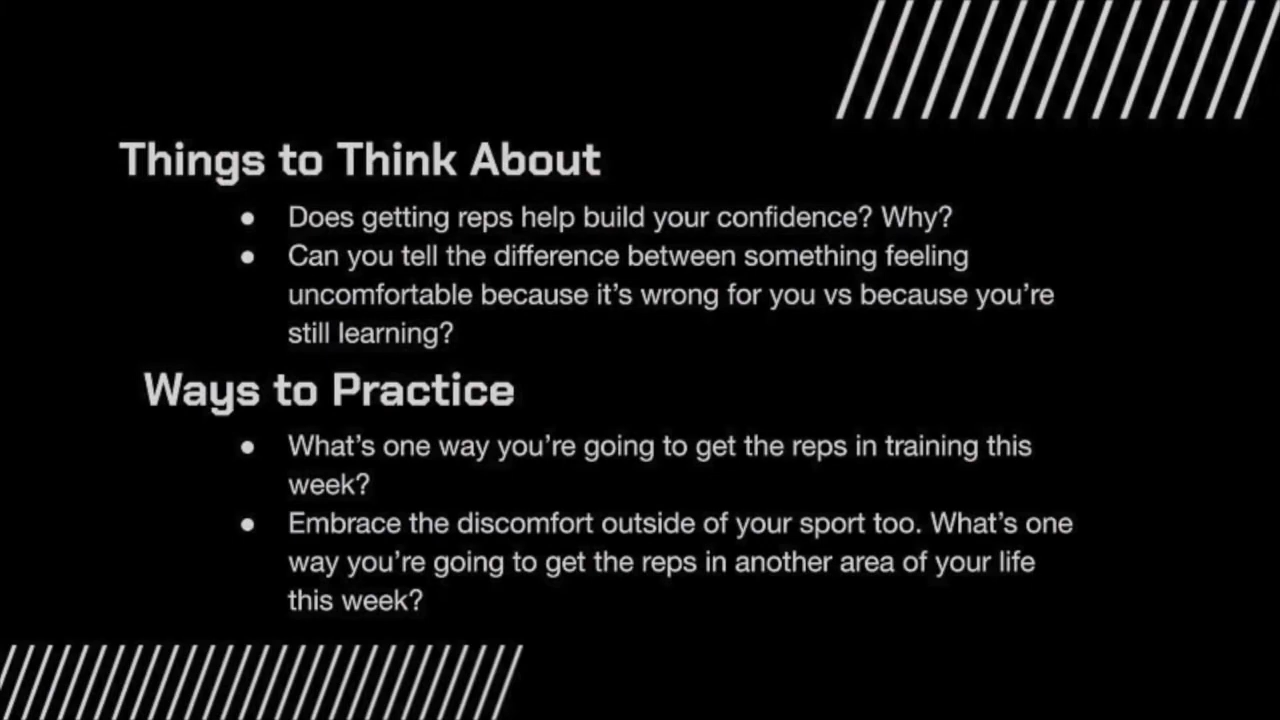 Things to Think About
● Does getting reps help build your confidence? Why?
● Can you tell the difference between something feeling
uncomfortable because it’s wrong for you vs because you’re
still learning?
Ways to Practice
● What’s one way you’re going to get the reps in training this
week?
● Embrace the discomfort outside of your sport too. What’s one
way you’re going to get the reps in another area of your life
this week?